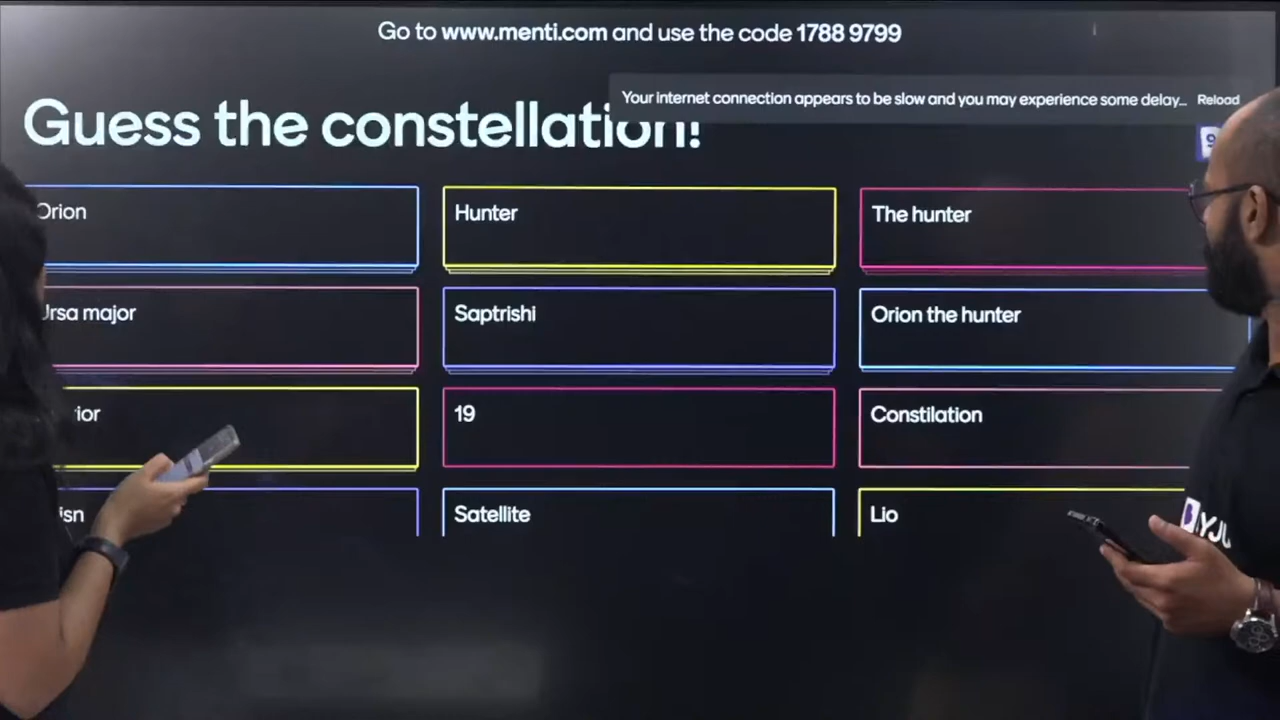 Go to www.menti.com and use the code 1788 9799
Your internet connection appears to be slow and you may experience some delay... Reload
Guess the constellation!
Orion
Hunter
The hunter
Ursa major
Saptrishi
Orion the hunter
19
Constilation
Satellite
Lio